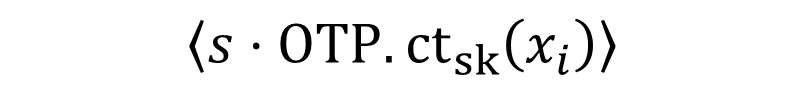 ⟨𝑠 · OTP. ct_sk(𝑥_𝑖)⟩